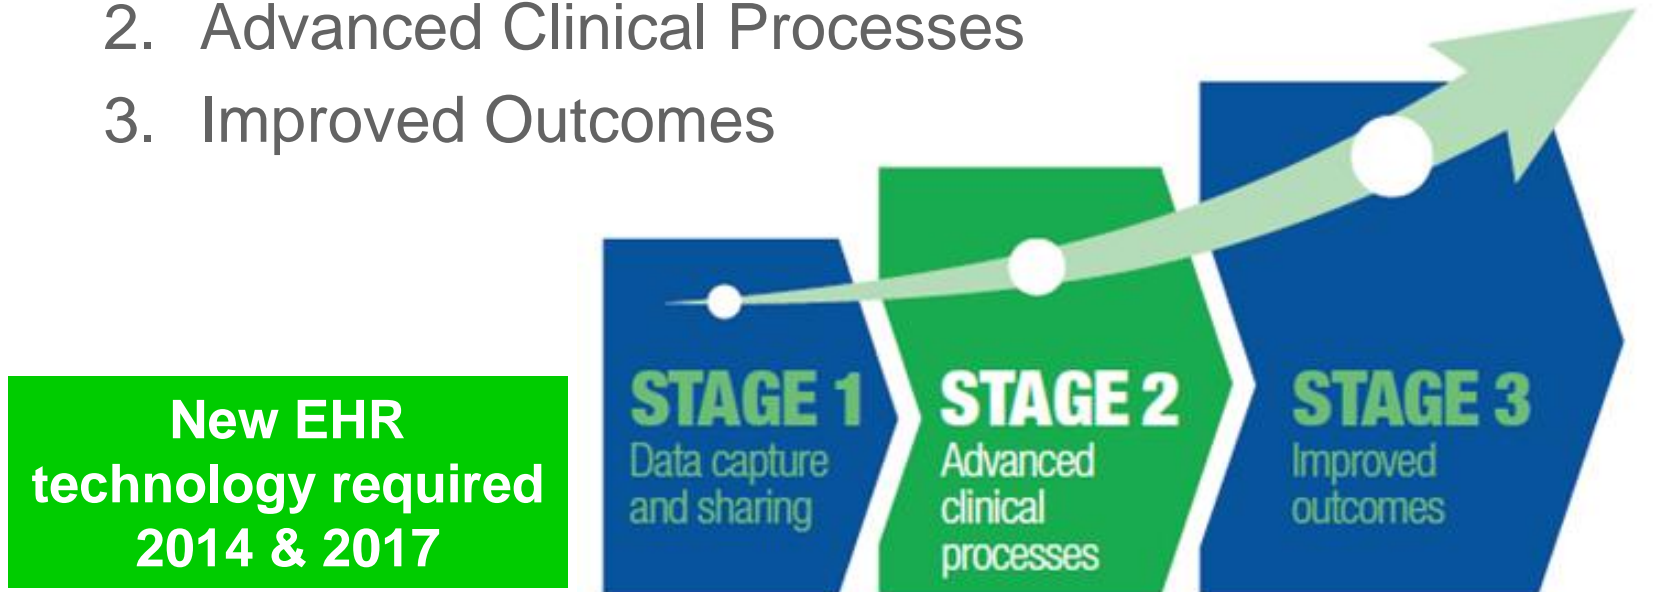 2. Advanced Clinical Processes
3. Improved Outcomes
New EHR
technology required
2014 & 2017
STAGE 1
Data capture
and sharing
STAGE 2
Advanced
clinical
processes
STAGE 3
Improved
outcomes